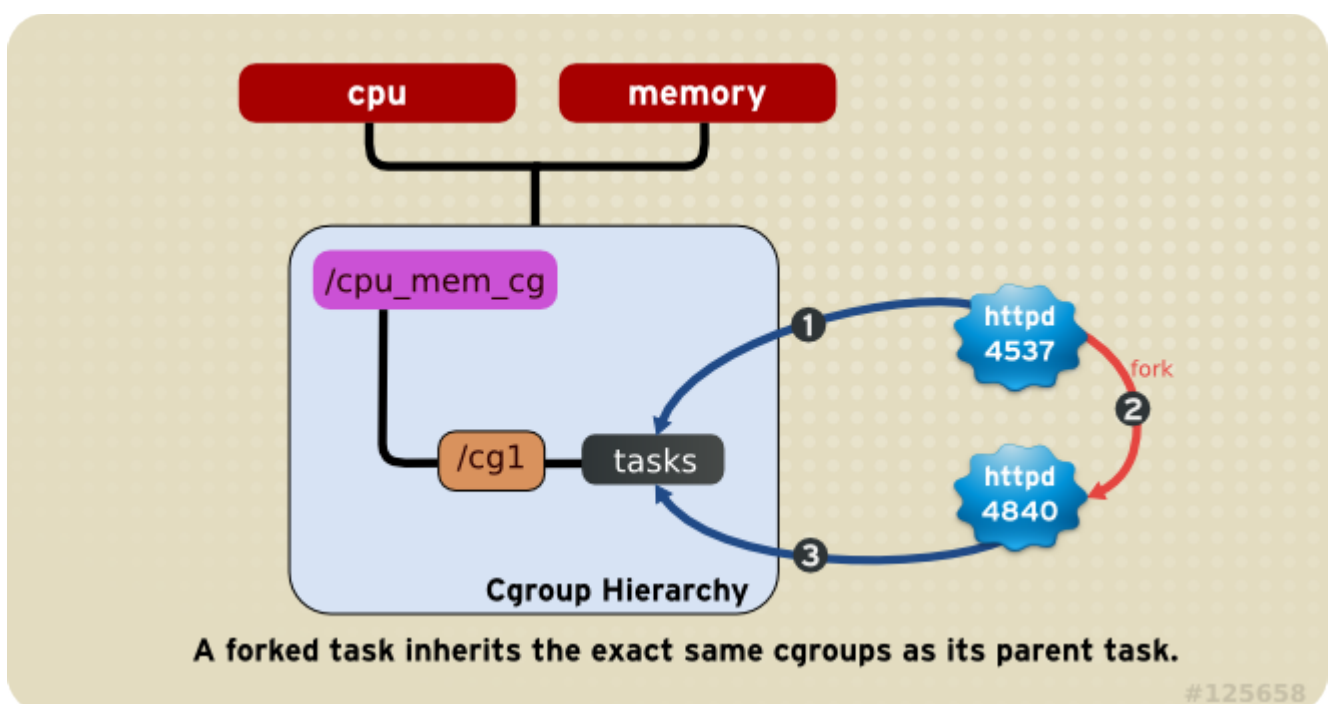 cpu
memory
/cpu_mem_cg
1
httpd
4537
fork
2
/cg1
tasks
httpd
4840
3
Cgroup Hierarchy
A forked task inherits the exact same cgroups as its parent task.
#125658